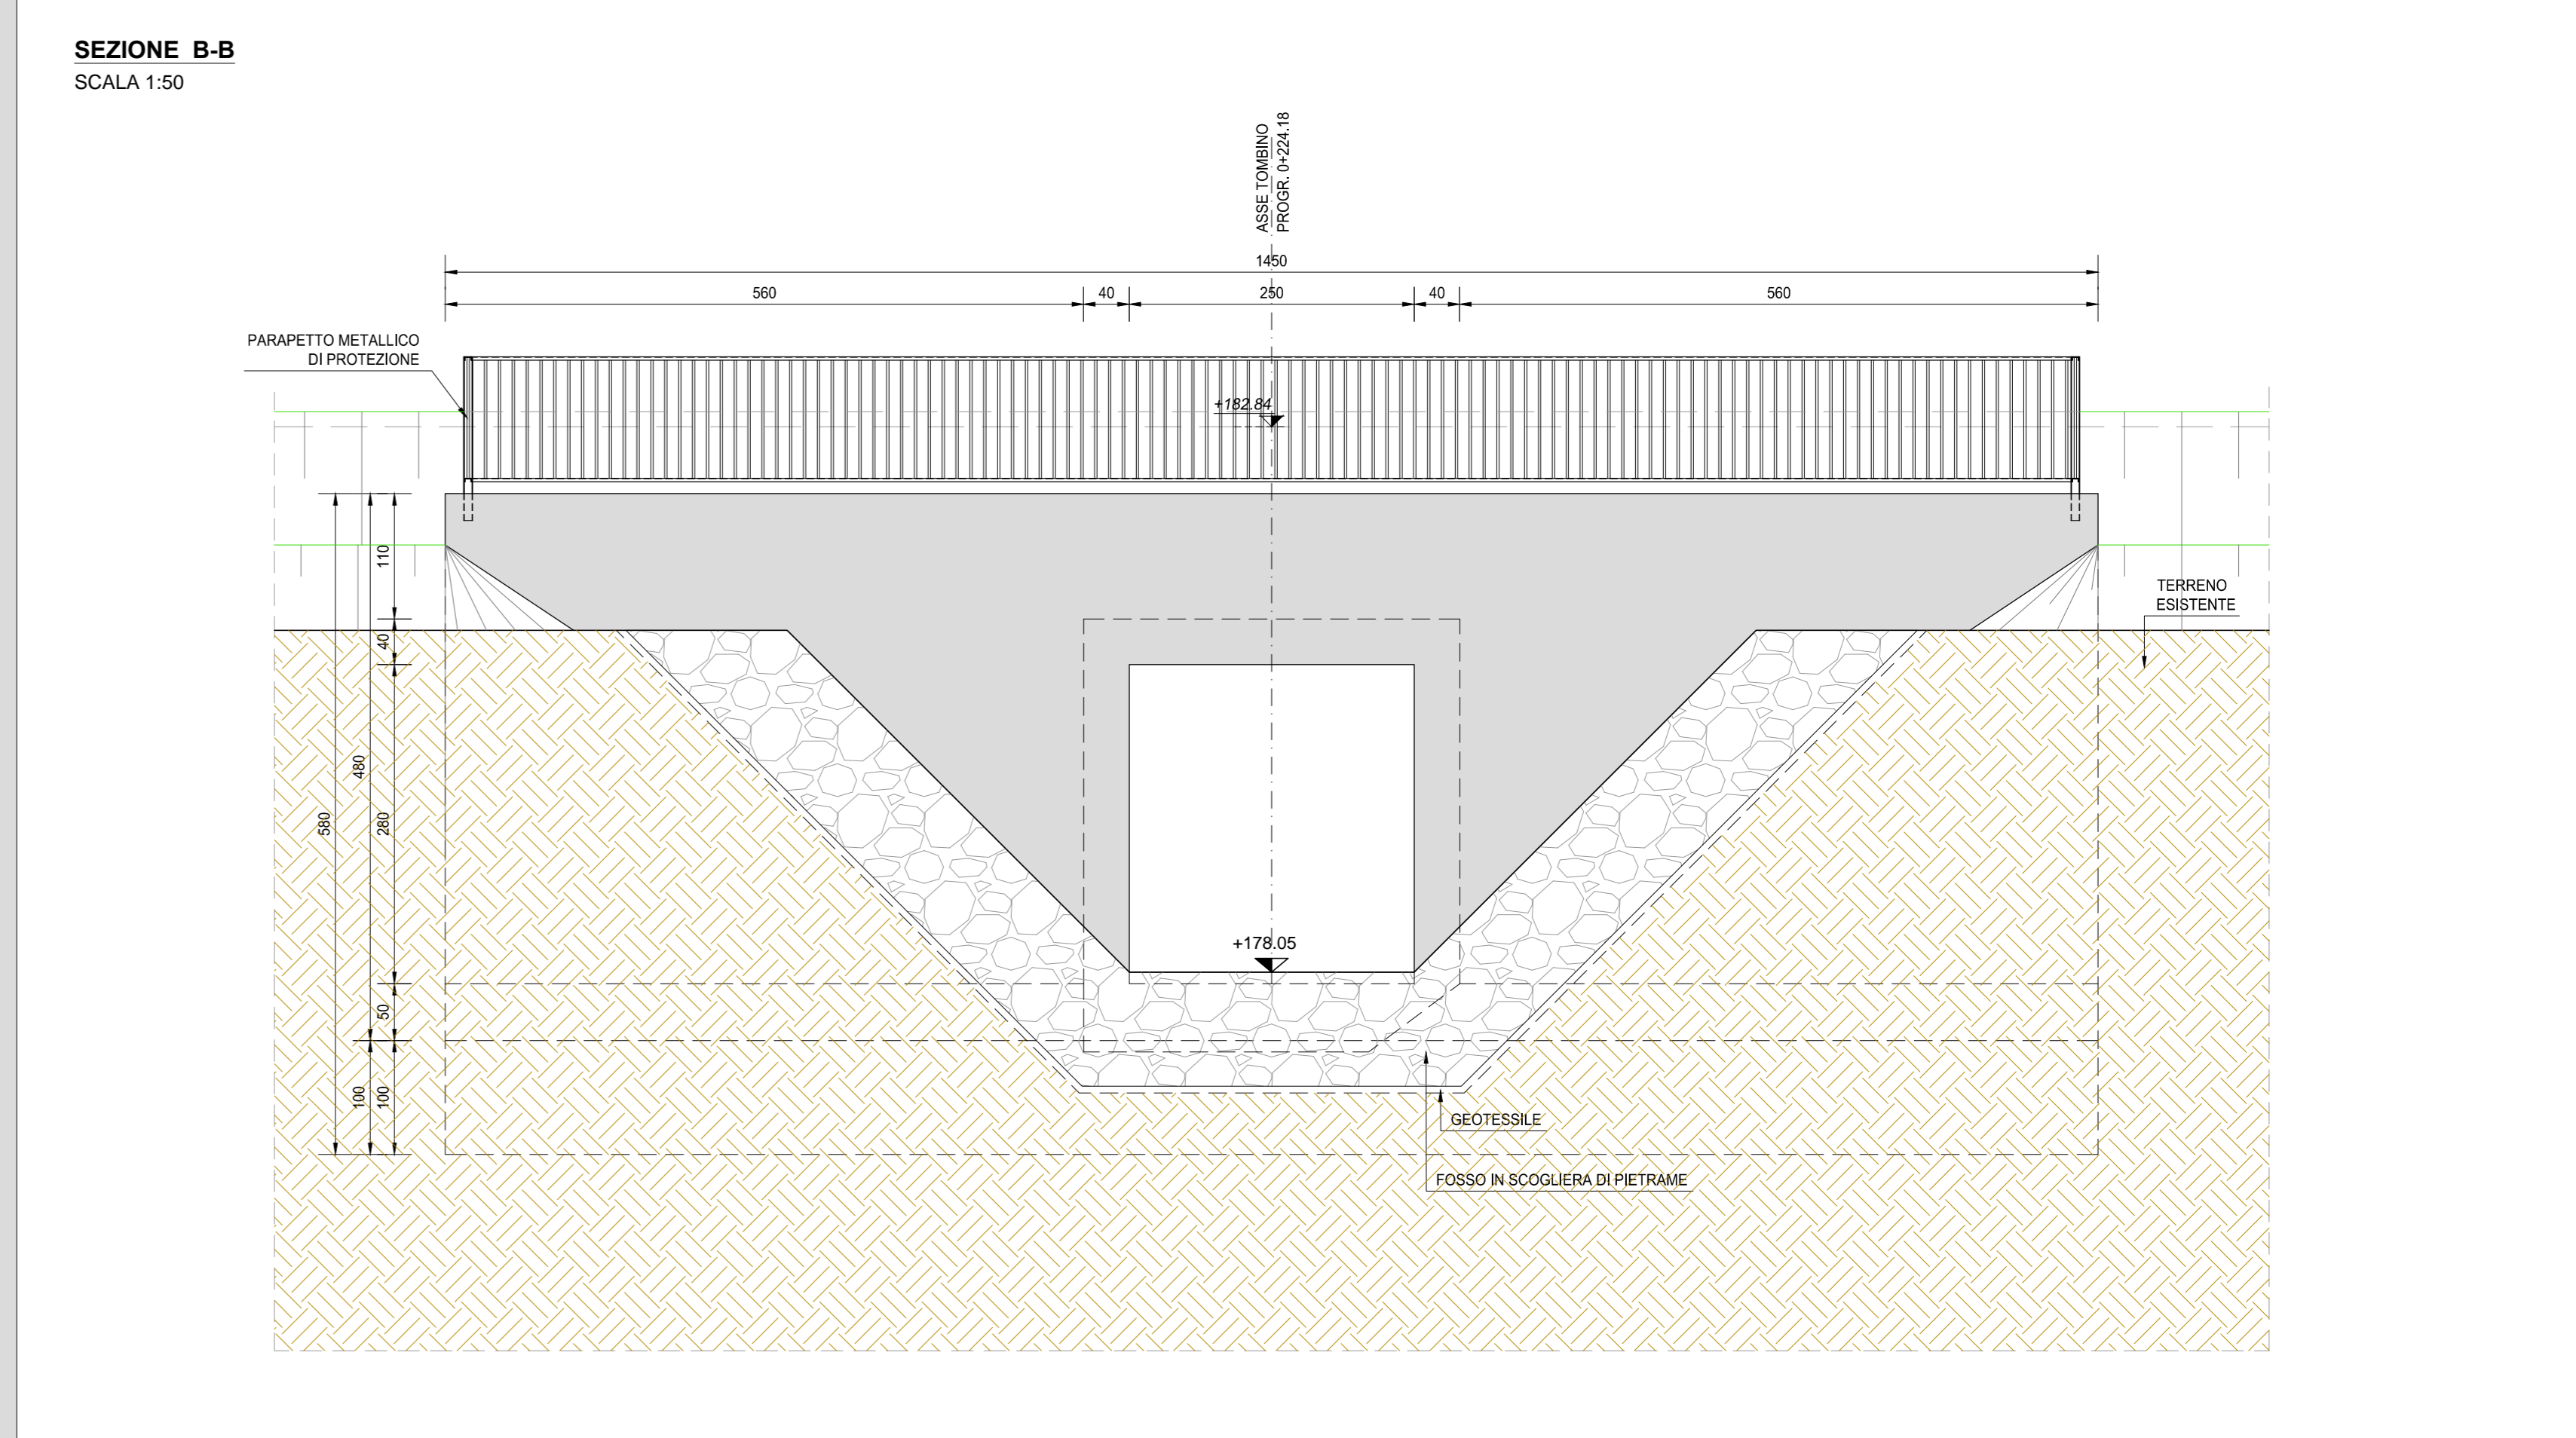 SEZIONE B-B
SCALA 1:50
ASSE TOMBINO
PROGR. 0+224.18
1450
560
40
250
40
560
PARAPETTO METALLICO
DI PROTEZIONE
+182.84
110
TERRENO
ESISTENTE
40
480
580
280
+178.05
50
100
100
GEOTESSILE
FOSSO IN SCOGLIERA DI PIETRAME